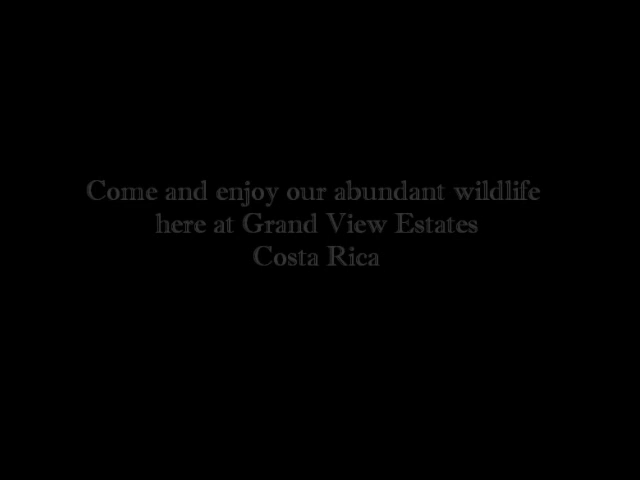 Come and enjoy our abundant wildlife
here at Grand View Estates
Costa Rica